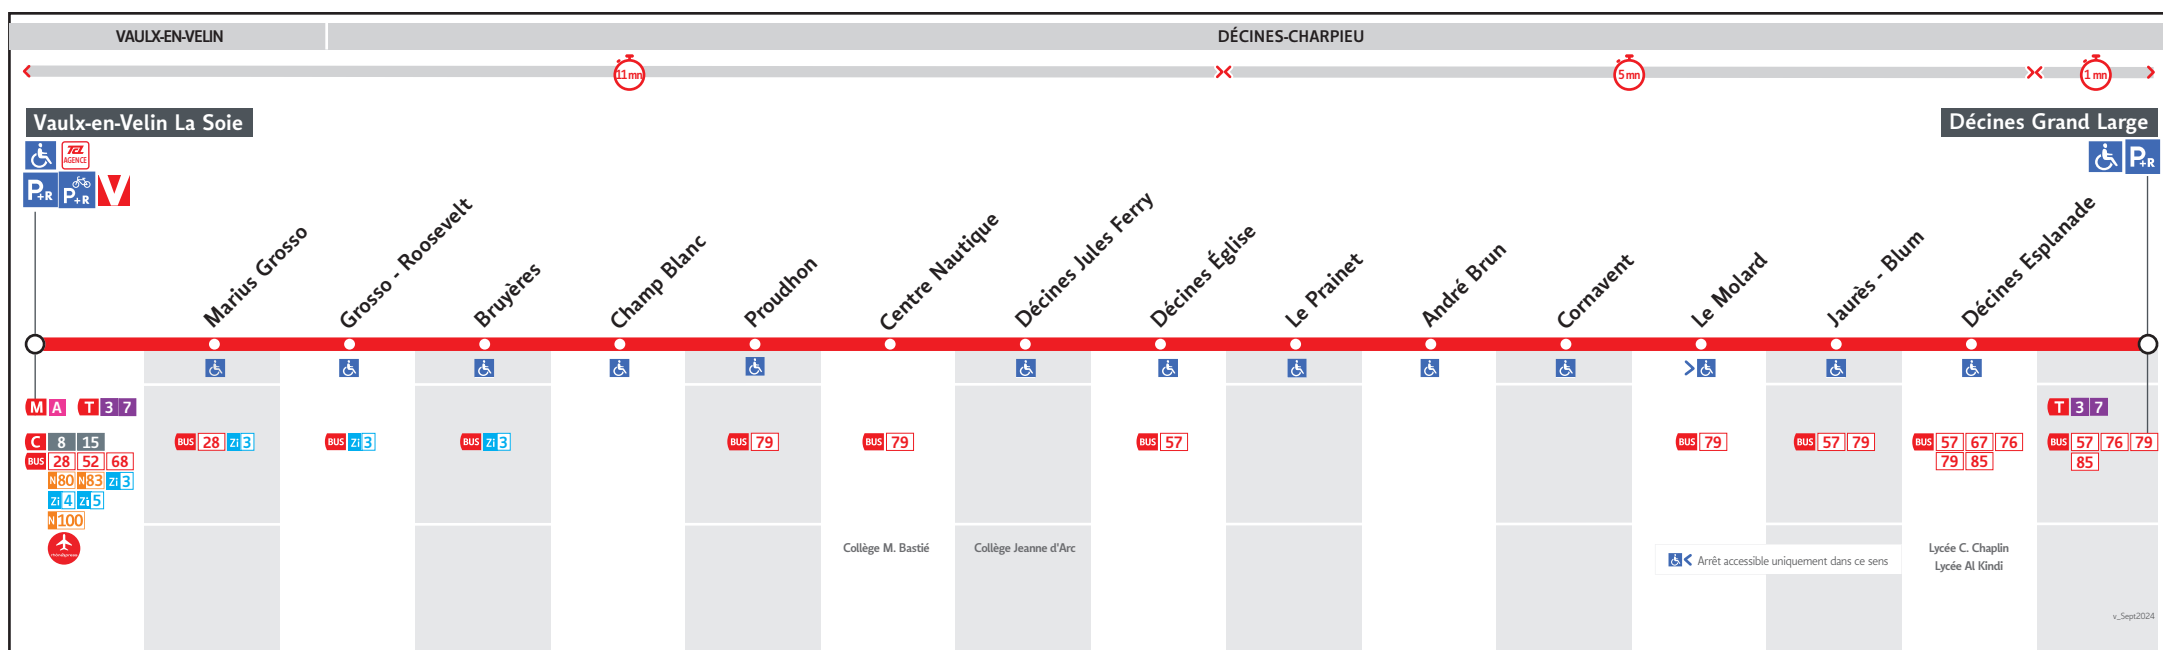 VAULX-EN-VELIN
DÉCINES-CHARPIEU
11 mn
5 mn
1 mn
Vaulx-en-Velin La Soie
Décines Grand Large
TCL
AGENCE
P+R
P+R
V
P+R
Marius Grosso
Grosso - Roosevelt
Bruyères
Champ Blanc
Proudhon
Centre Nautique
Décines Jules Ferry
Décines Église
Le Prainet
André Brun
Cornavent
Le Molard
Jaurès - Blum
Décines Esplanade
M A T 3 7
C 8 15
BUS 28 52 68
N80 N83 Zi 3
Zi 4 Zi 5
N100
rhônexpress
BUS 28 Zi 3
BUS Zi 3
BUS Zi 3
BUS 79
BUS 79
BUS 57
BUS 79
BUS 57 79
BUS 57 67 76
79 85
T 3 7
BUS 57 76 79
85
Collège M. Bastié
Collège Jeanne d'Arc
Arrêt accessible uniquement dans ce sens
Lycée C. Chaplin
Lycée Al Kindi
v_Sept2024